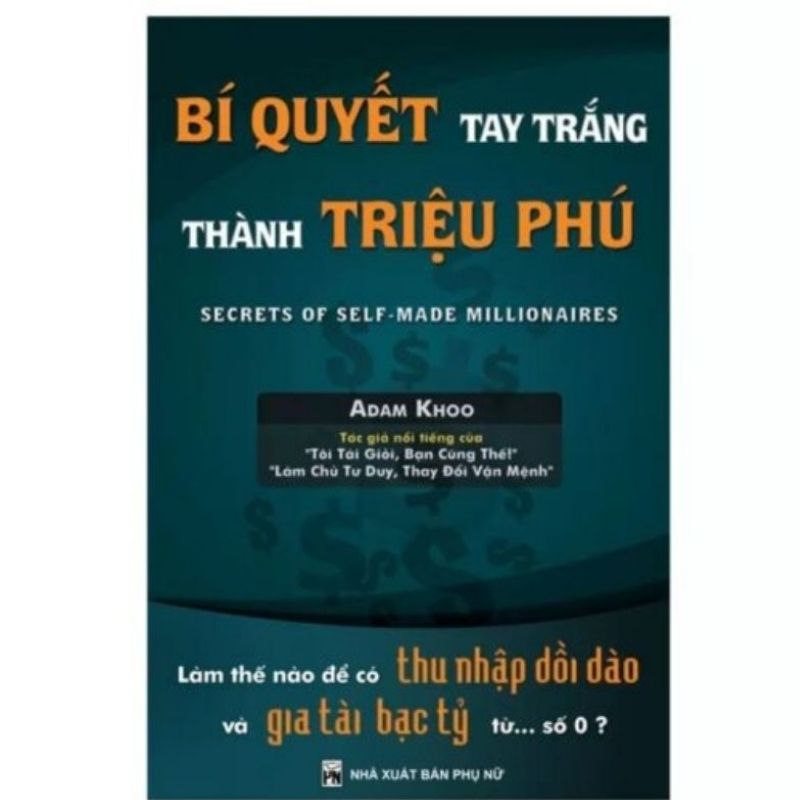 BÍ QUYẾT TAY TRẮNG
THÀNH TRIỆU PHÚ
SECRETS OF SELF-MADE MILLIONAIRES
ADAM KHOO
Tác giả nổi tiếng của
"Tôi Tài Giỏi, Bạn Cũng Thế!"
"Làm Chủ Tư Duy, Thay Đổi Vận Mệnh"
Làm thế nào để có thu nhập dồi dào
và gia tài bạc tỷ từ... số 0 ?
PN NHÀ XUẤT BẢN PHỤ NỮ